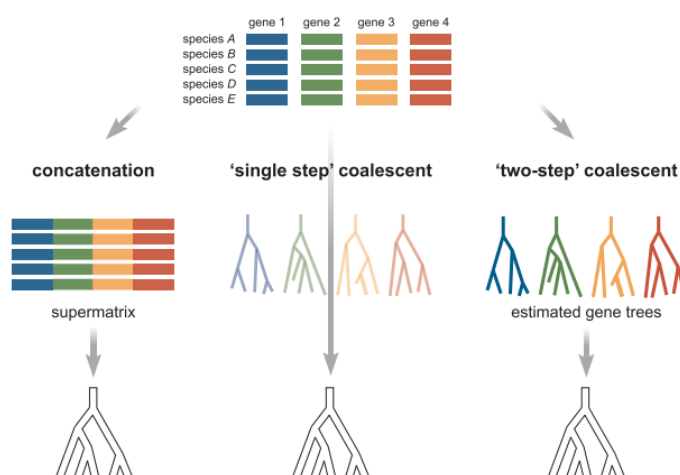 gene 1 gene 2 gene 3 gene 4
species A
species B
species C
species D
species E
concatenation
'single step' coalescent
'two-step' coalescent
supermatrix
estimated gene trees